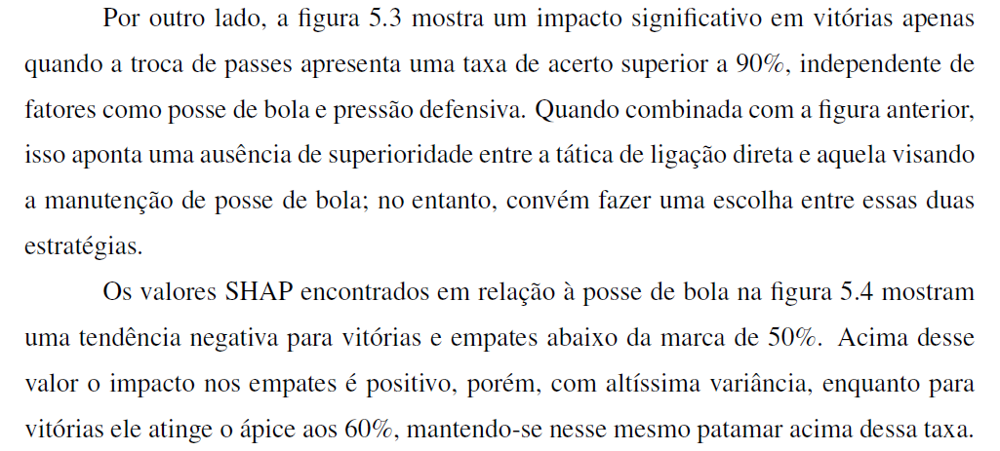 Por outro lado, a figura 5.3 mostra um impacto significativo em vitórias apenas
quando a troca de passes apresenta uma taxa de acerto superior a 90%, independente de
fatores como posse de bola e pressão defensiva. Quando combinada com a figura anterior,
isso aponta uma ausência de superioridade entre a tática de ligação direta e aquela visando
a manutenção de posse de bola; no entanto, convém fazer uma escolha entre essas duas
estratégias.
Os valores SHAP encontrados em relação à posse de bola na figura 5.4 mostram
uma tendência negativa para vitórias e empates abaixo da marca de 50%. Acima desse
valor o impacto nos empates é positivo, porém, com altíssima variância, enquanto para
vitórias ele atinge o ápice aos 60%, mantendo-se nesse mesmo patamar acima dessa taxa.